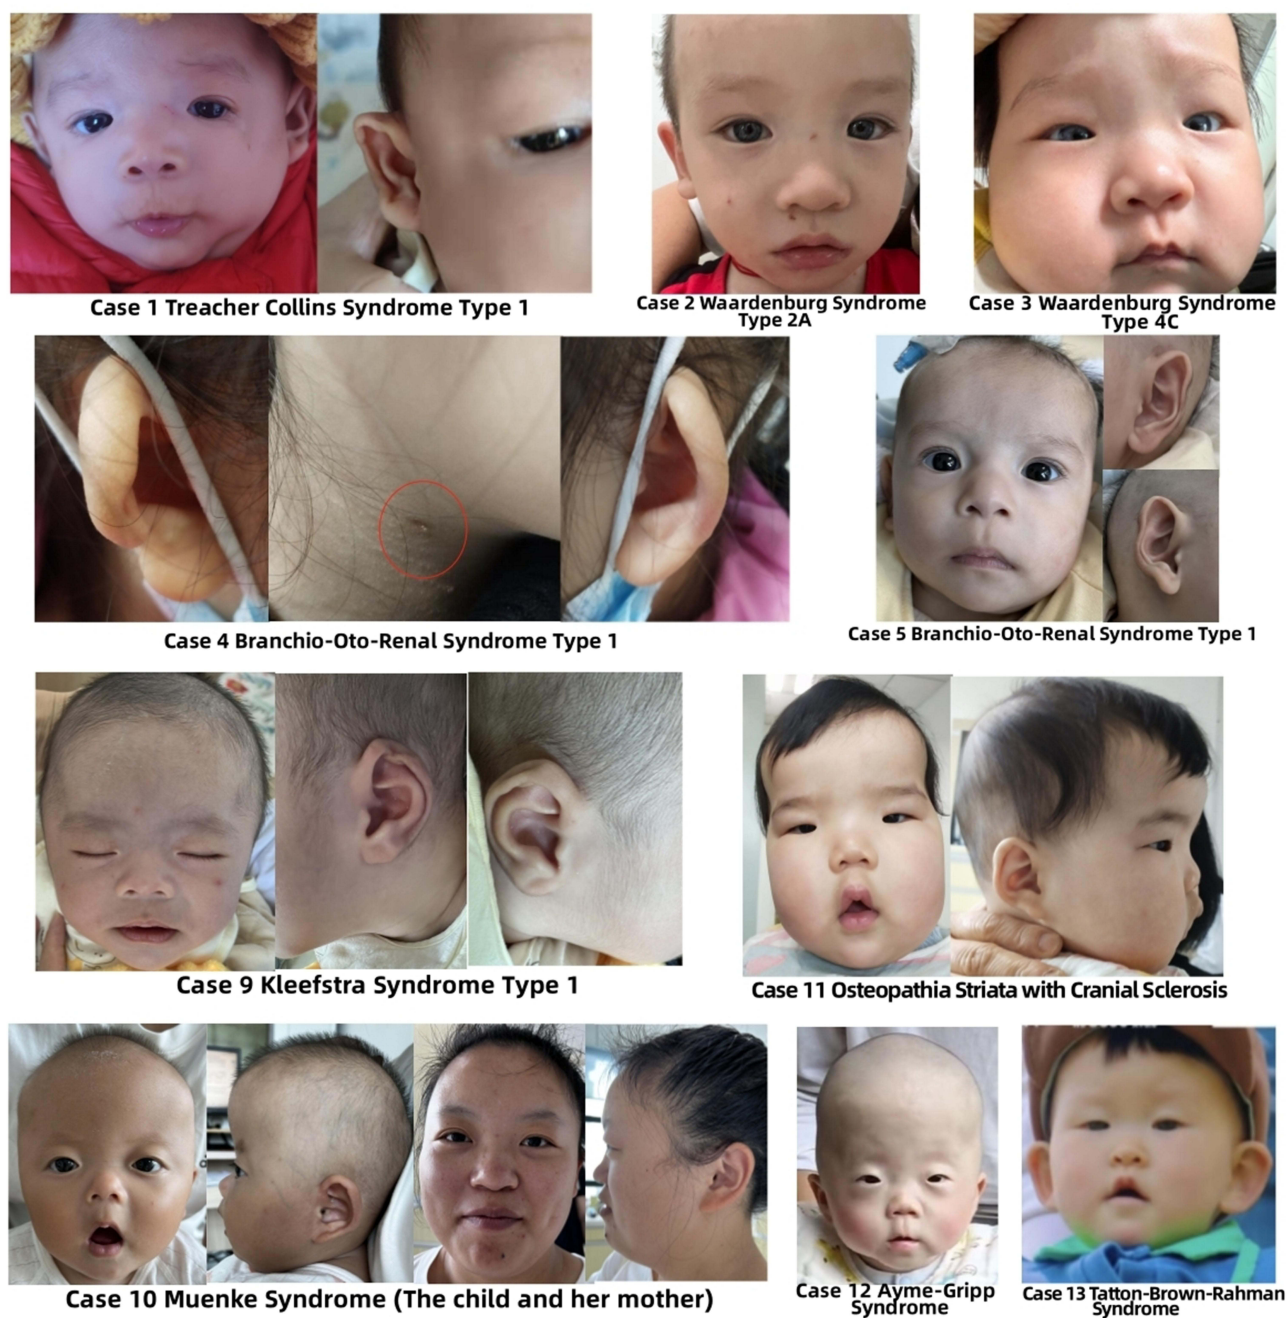 Case 1 Treacher Collins Syndrome Type 1
Case 2 Waardenburg Syndrome
Type 2A
Case 3 Waardenburg Syndrome
Type 4C
Case 4 Branchio-Oto-Renal Syndrome Type 1
Case 5 Branchio-Oto-Renal Syndrome Type 1
Case 9 Kleefstra Syndrome Type 1
Case 11 Osteopathia Striata with Cranial Sclerosis
Case 10 Muenke Syndrome (The child and her mother)
Case 12 Ayme-Gripp
Syndrome
Case 13 Tatton-Brown-Rahman
Syndrome